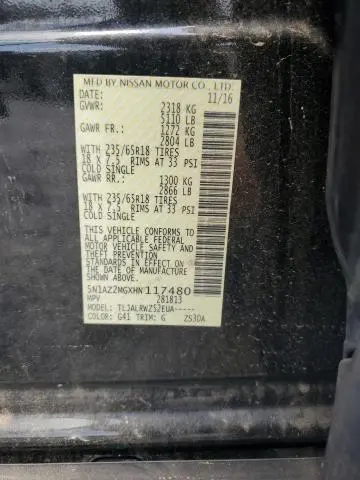 MFD BY NISSAN MOTOR CO., LTD.
DATE: 11/16
GVWR: 2318 KG
5110 LB
GAWR FR.: 1272 KG
2804 LB
WITH 235/65R18 TIRES
18 X 7.5 RIMS AT 33 PSI
COLD SINGLE
GAWR RR.: 1300 KG
2866 LB
WITH 235/65R18 TIRES
18 X 7.5 RIMS AT 33 PSI
COLD SINGLE
THIS VEHICLE CONFORMS TO ALL
APPLICABLE FEDERAL MOTOR
VEHICLE SAFETY AND
THEFT PREVENTION STANDARDS
IN EFFECT ON THE DATE OF
MANUFACTURE SHOWN ABOVE.
5N1AZ2MGXHN117480
MPV 281813
MODEL: TLJALRWZ52EUA-----
COLOR: G41 TRIM: G ZS3DA